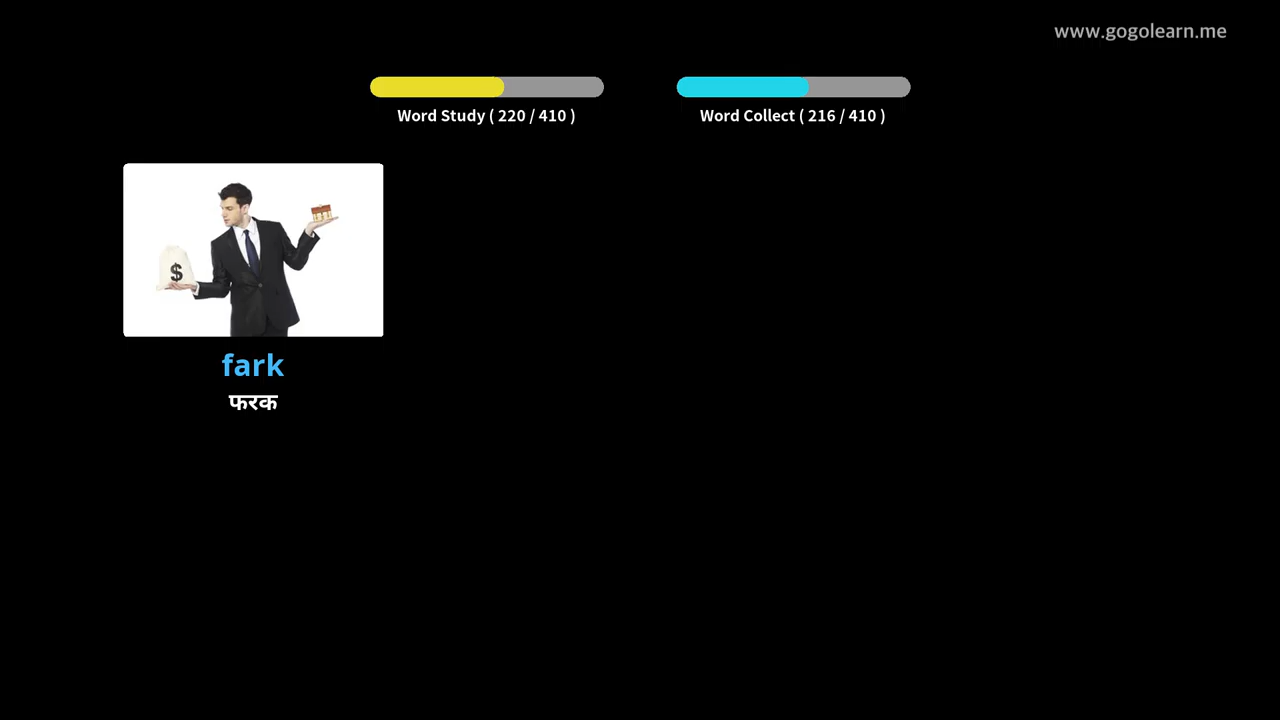 www.gogolearn.me
Word Study ( 220 / 410 )
Word Collect ( 216 / 410 )
$
fark
फरक